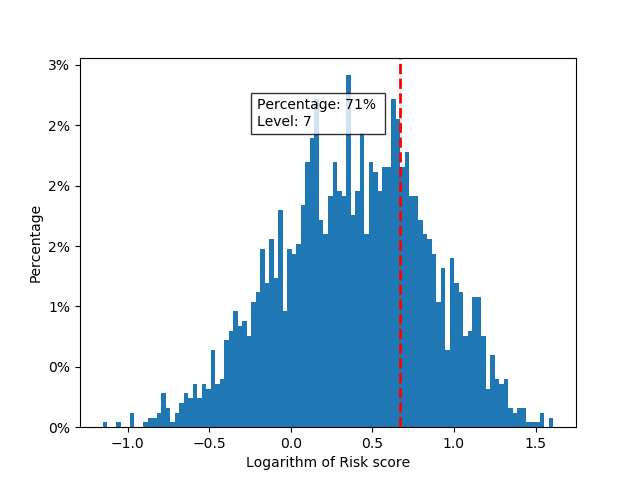 3%
2%
2%
2%
1%
0%
0%
Percentage
Percentage: 71%
Level: 7
−1.0 −0.5 0.0 0.5 1.0 1.5
Logarithm of Risk score